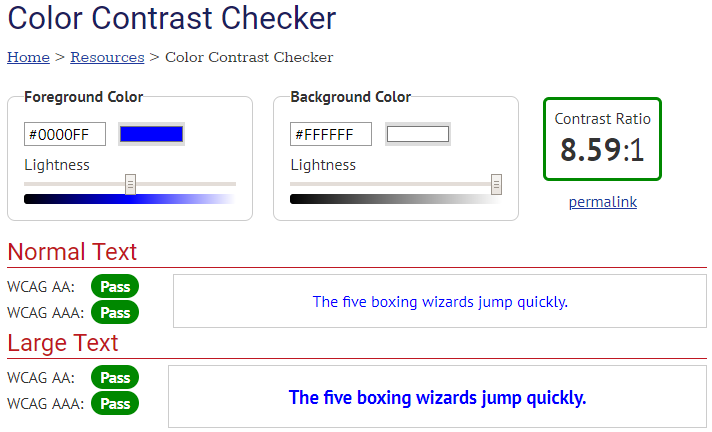 Color Contrast Checker
Home > Resources > Color Contrast Checker
Foreground Color
#0000FF
Lightness
Background Color
#FFFFFF
Lightness
Contrast Ratio
8.59:1
permalink
Normal Text
WCAG AA: Pass
WCAG AAA: Pass
The five boxing wizards jump quickly.
Large Text
WCAG AA: Pass
WCAG AAA: Pass
The five boxing wizards jump quickly.